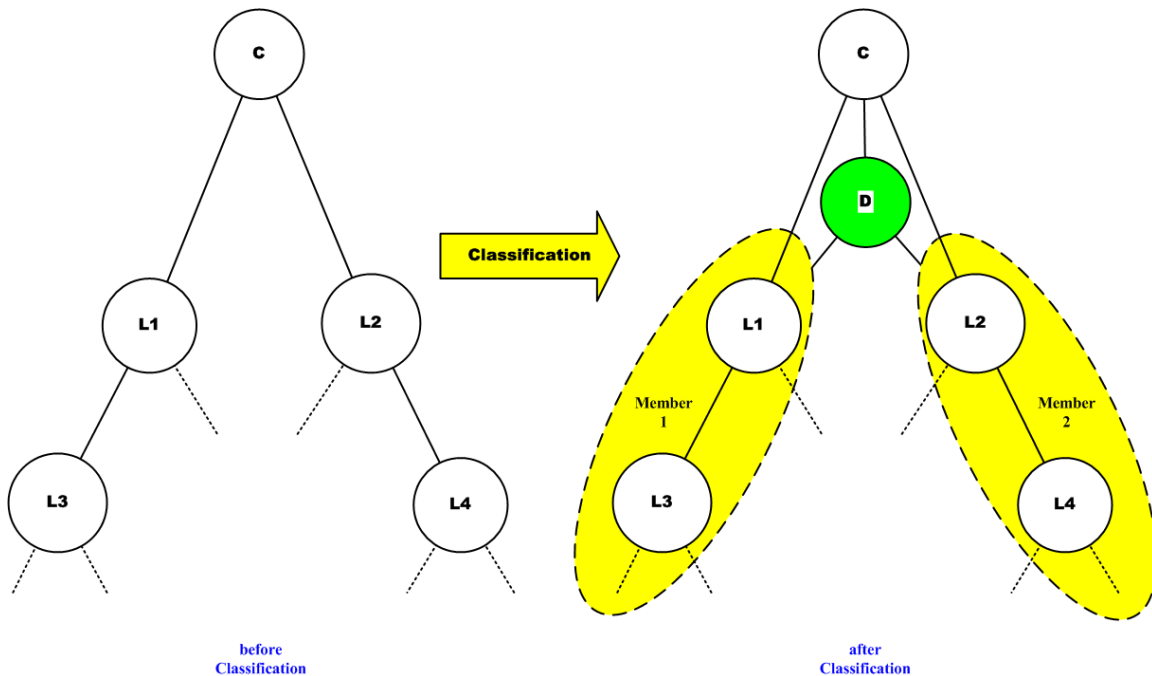 C
L1
L2
L3
L4
before
Classification
Classification
C
D
L1
L2
Member
1
Member
2
L3
L4
after
Classification